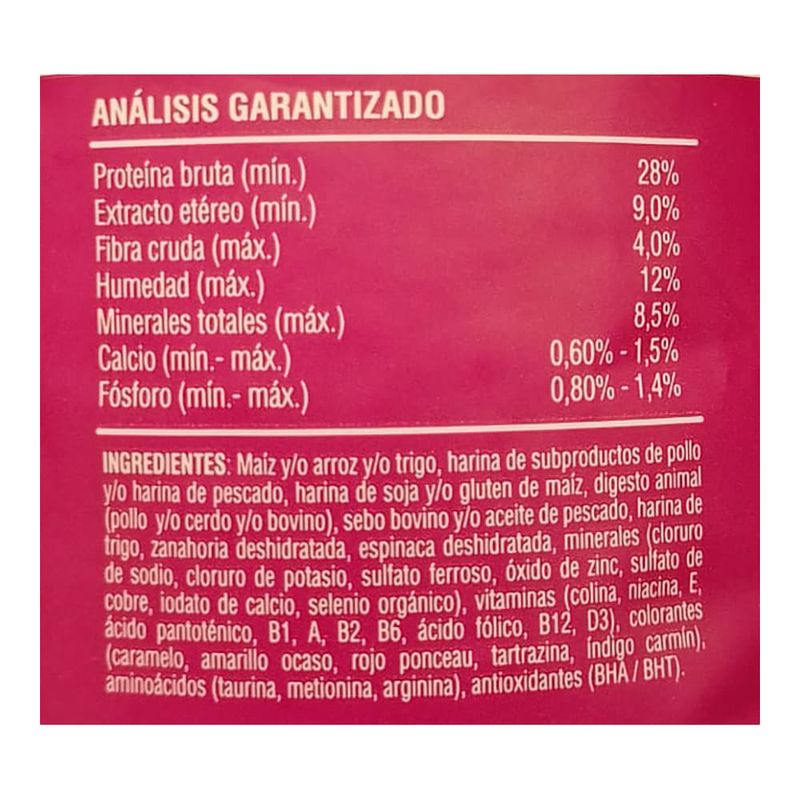 ANÁLISIS GARANTIZADO
Proteína bruta (mín.) 28%
Extracto etéreo (mín.) 9,0%
Fibra cruda (máx.) 4,0%
Humedad (máx.) 12%
Minerales totales (máx.) 8,5%
Calcio (mín.- máx.) 0,60% - 1,5%
Fósforo (mín.- máx.) 0,80% - 1,4%
INGREDIENTES: Maíz y/o arroz y/o trigo, harina de subproductos de pollo
y/o harina de pescado, harina de soja y/o gluten de maíz, digesto animal
(pollo y/o cerdo y/o bovino), sebo bovino y/o aceite de pescado, harina de
trigo, zanahoria deshidratada, espinaca deshidratada, minerales (cloruro
de sodio, cloruro de potasio, sulfato ferroso, óxido de zinc, sulfato de
cobre, iodato de calcio, selenio orgánico), vitaminas (colina, niacina, E,
ácido pantoténico, B1, A, B2, B6, ácido fólico, B12, D3), colorantes
(caramelo, amarillo ocaso, rojo ponceau, tartrazina, índigo carmín),
aminoácidos (taurina, metionina, arginina), antioxidantes (BHA / BHT).